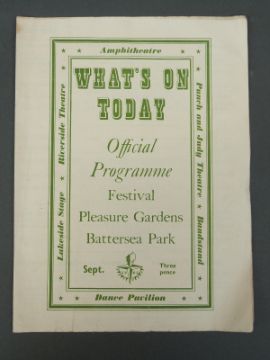 Amphitheatre
WHAT'S ON
TODAY
Official
Programme
Festival
Pleasure Gardens
Battersea Park
Sept.
Three
pence
Lakeside Stage ★ Riverside Theatre
Punch and Judy Theatre ★ Bandstand
Dance Pavilion